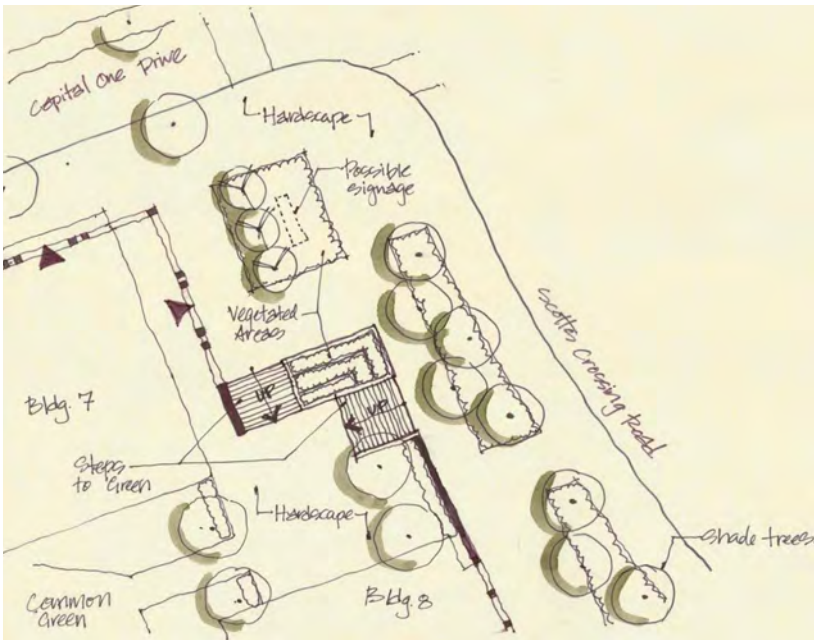 Capital One Drive
Hardscape
Possible
signage
Vegetated
Areas
Scotts Crossing Road
Bldg. 7
UP
UP
Steps
to Green
Hardscape
Shade trees
Common
Green
Bldg. 8